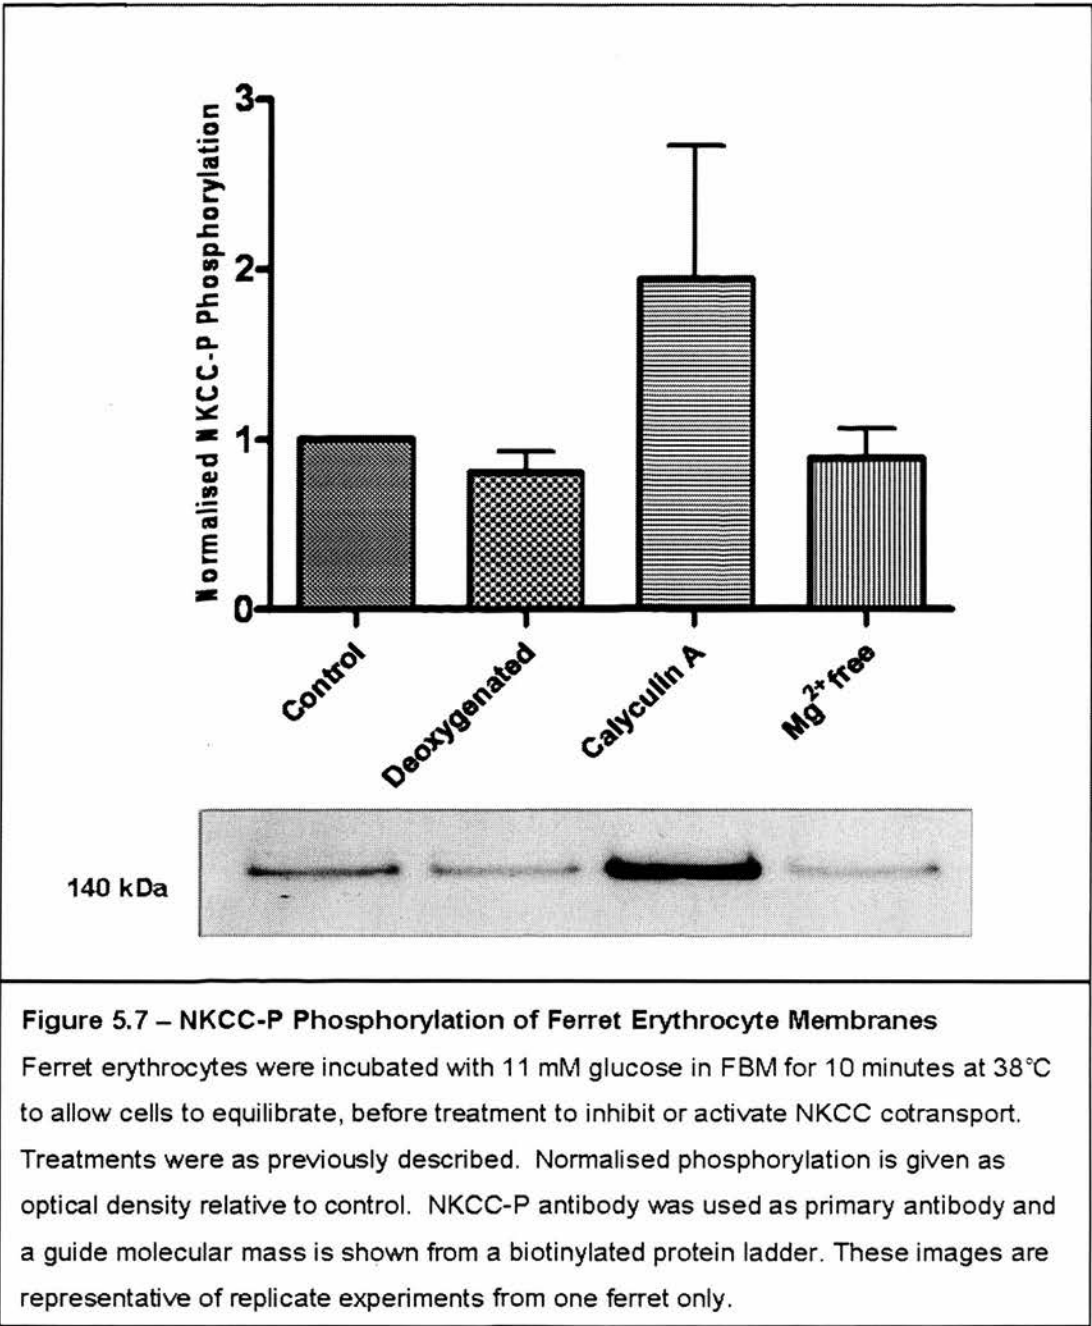 Normalised NKCC-P Phosphorylation
3
2
1
0
Control
Deoxygenated
Calyculin A
Mg2+ free
140 kDa
Figure 5.7 – NKCC-P Phosphorylation of Ferret Erythrocyte Membranes
Ferret erythrocytes were incubated with 11 mM glucose in FBM for 10 minutes at 38°C
to allow cells to equilibrate, before treatment to inhibit or activate NKCC cotransport.
Treatments were as previously described. Normalised phosphorylation is given as
optical density relative to control. NKCC-P antibody was used as primary antibody and
a guide molecular mass is shown from a biotinylated protein ladder. These images are
representative of replicate experiments from one ferret only.